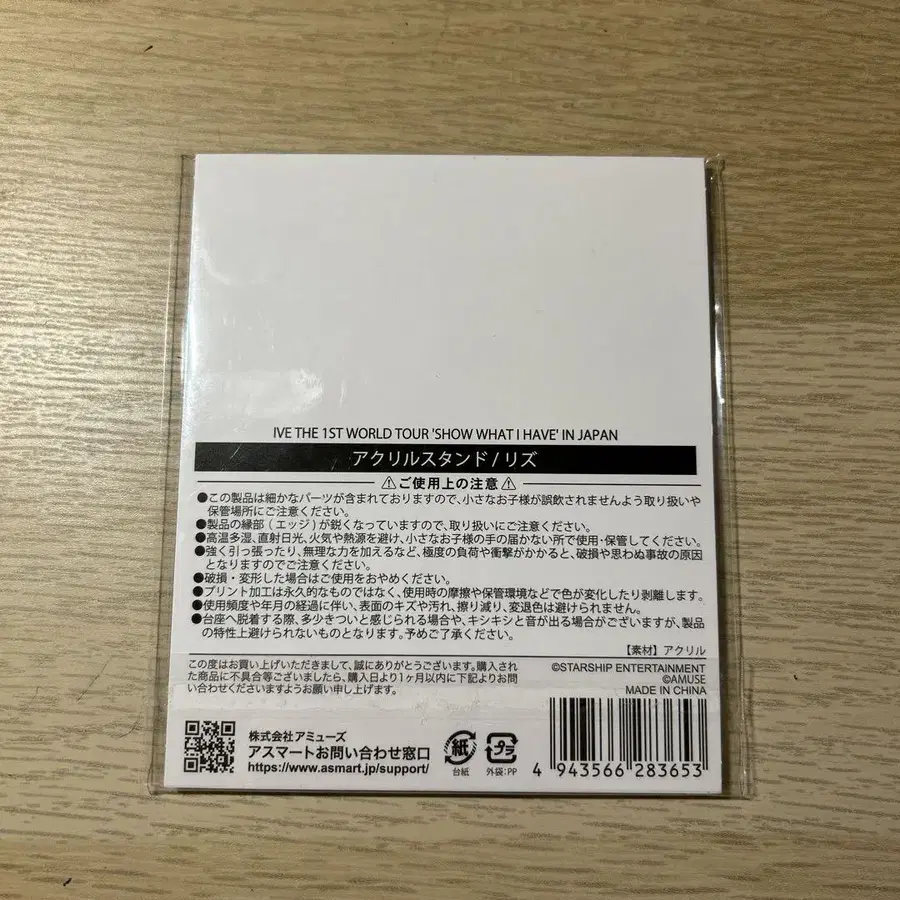 IVE THE 1ST WORLD TOUR 'SHOW WHAT I HAVE' IN JAPAN
アクリルスタンド / リズ
⚠ご使用上の注意⚠
●この製品は細かなパーツが含まれておりますので、小さなお子様が誤飲されませんよう取り扱いや
保管場所にご注意ください。
●製品の縁部 (エッジ) が鋭くなっていますので、取り扱いにご注意ください。
●高温多湿、直射日光、火気や熱源を避け、小さなお子様の手の届かない所で使用・保管してください。
●強く引っ張ったり、無理な力を加えるなど、極度の負荷や衝撃がかかると、破損や思わぬ事故の原因
となりますのでご注意ください。
●破損・変形した場合はご使用をおやめください。
●プリント加工は永久的なものではなく、使用時の摩擦や保管環境などで色が変化したり剥離します。
●使用頻度や年月の経過に伴い、表面のキズや汚れ、擦り減り、変退色は避けられません。
●台座へ脱着する際、多少きついと感じられる場合や、キシキシと音が出る場合がございますが、製品
の特性上避けられないものとなります。予めご了承ください。
【素材】アクリル
この度はお買い上げいただきまして、誠にありがとうございます。購入され
た商品に不具合等ございましたら、購入日より1ヶ月以内に下記よりお問
い合わせくださいますようお願い申し上げます。
©STARSHIP ENTERTAINMENT
©AMUSE
MADE IN CHINA
株式会社アミューズ
アスマートお問い合わせ窓口
https://www.asmart.jp/support/
紙
台紙
プラ
外袋:PP
4 943566 283653